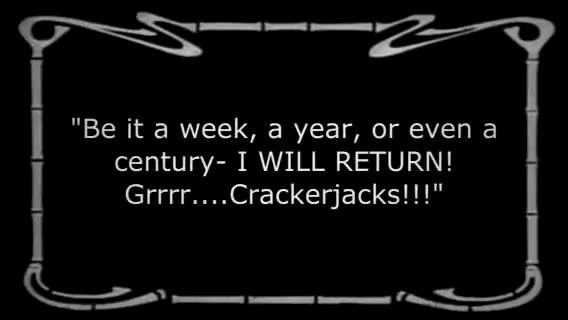 "Be it a week, a year, or even a
century- I WILL RETURN!
Grrrr....Crackerjacks!!!"